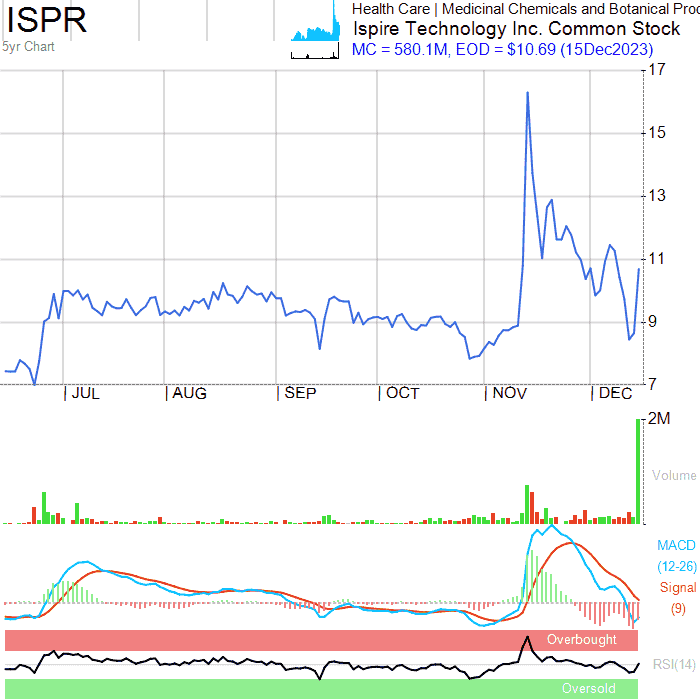 ISPR
5yr Chart
Health Care | Medicinal Chemicals and Botanical Proc
Ispire Technology Inc. Common Stock
MC = 580.1M, EOD = $10.69 (15Dec2023)
17
15
13
11
9
7
JUL AUG SEP OCT NOV DEC
2M
Volume
MACD
(12-26)
Signal
(9)
Overbought
RSI(14)
Oversold